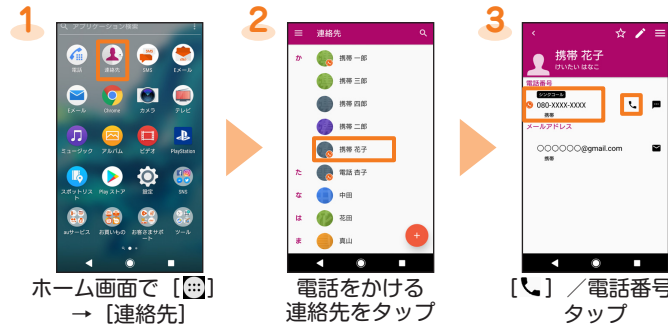 1
アプリケーション検索
電話
連絡先
SMS
Eメール
Eメール
Chrome
カメラ
テレビ
ミュージック
アルバム
ビデオ
PlayStation
スポットリスト
Play ストア
設定
SNS
auサービス
お買いもの
お客さまサポート
ツール
ホーム画面で［］
→［連絡先］
2
連絡先
か
携帯 一郎
携帯 三郎
携帯 四郎
携帯 二郎
携帯 花子
た
電話 杏子
な
中田
は
花田
ま
真山
電話をかける
連絡先をタップ
3
携帯 花子
けいたい はなこ
電話番号
シンクコール
080-XXXX-XXXX
携帯
メールアドレス
○○○○○○@gmail.com
携帯
［］／電話番号
タップ